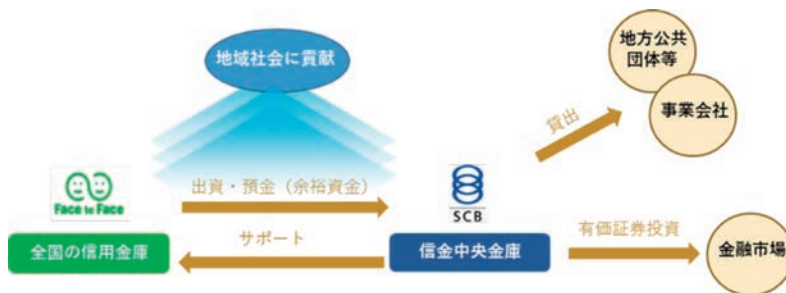 地域社会に貢献
地方公共
団体等
事業会社
貸出
出資・預金（余裕資金）
Face to Face
SCB
全国の信用金庫
サポート
信金中央金庫
有価証券投資
金融市場